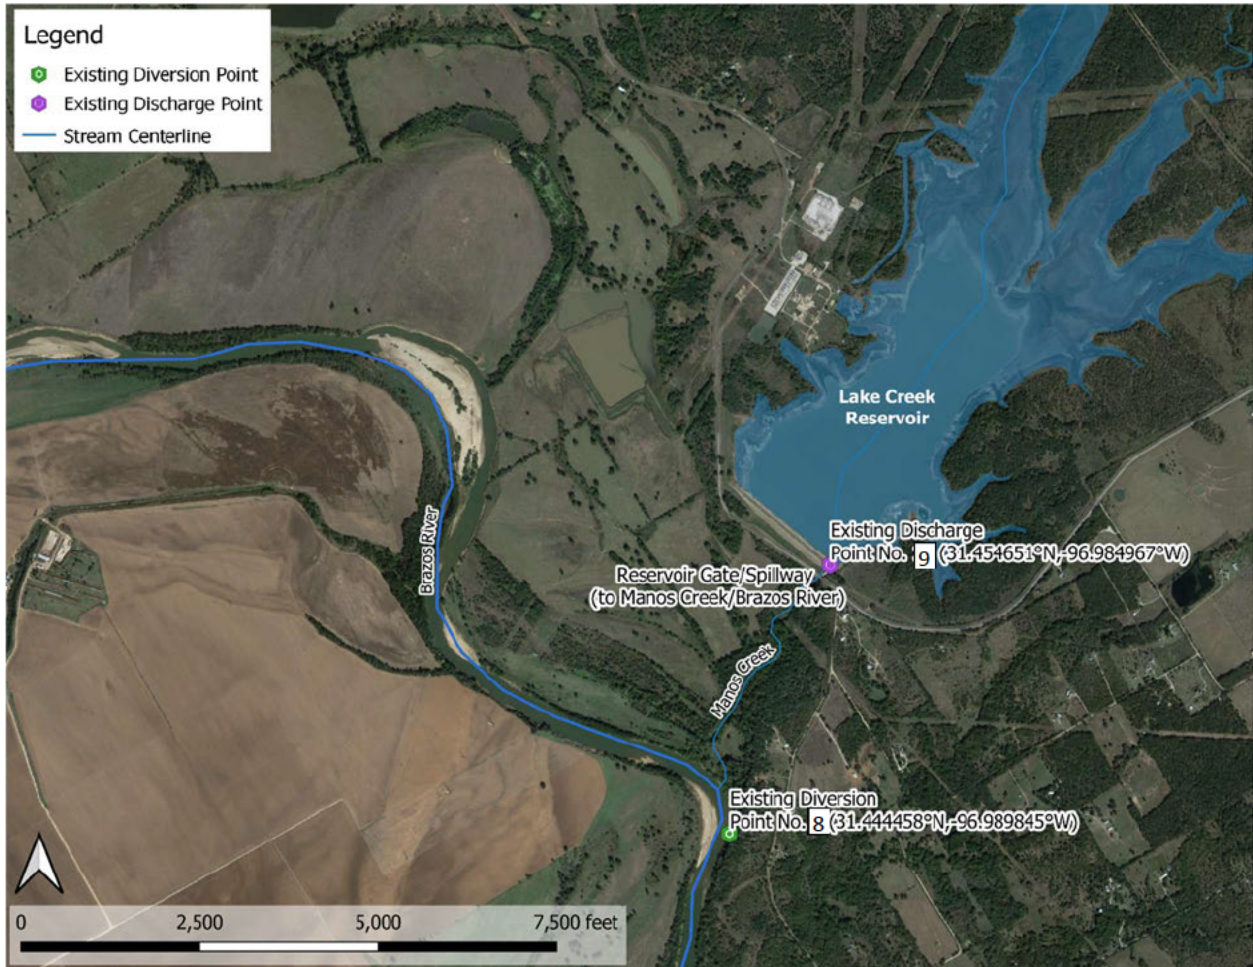 Legend
Existing Diversion Point
Existing Discharge Point
Stream Centerline
Lake Creek
Reservoir
Existing Discharge
Point No. 9 (31.454651°N,-96.984967°W)
Reservoir Gate/Spillway
(to Manos Creek/Brazos River)
Brazos River
Manos Creek
Existing Diversion
Point No. 8 (31.444458°N,-96.989845°W)
0 2,500 5,000 7,500 feet